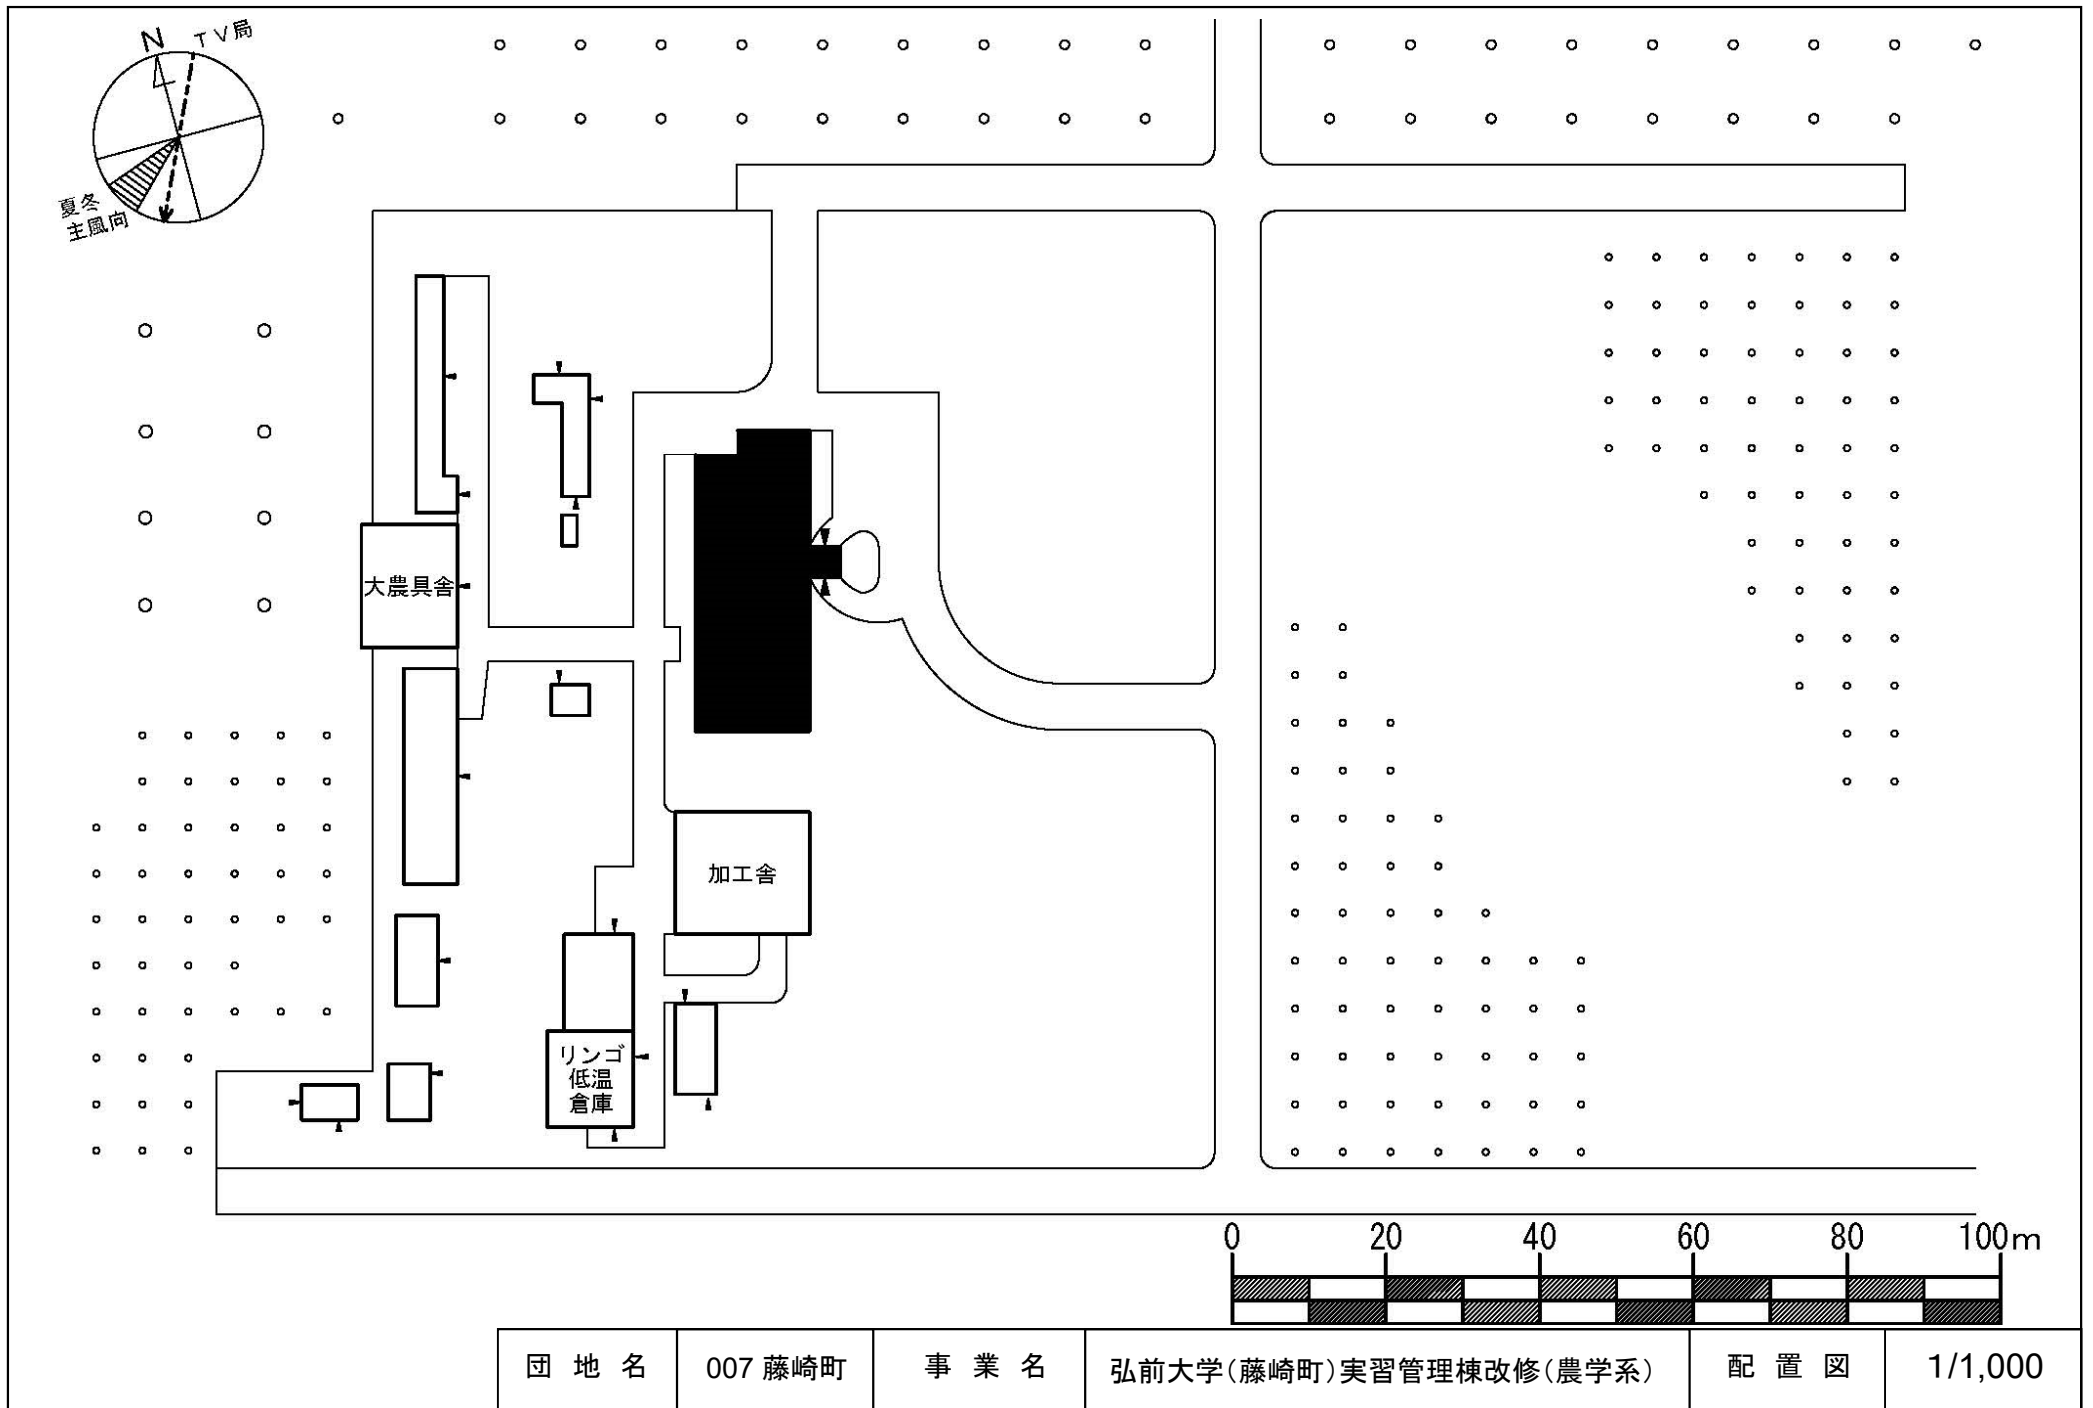 N
TV局
夏冬
主風向
大農具舎
加工舎
リンゴ
低温
倉庫
0 20 40 60 80 100m
団地名 007 藤崎町 事業名 弘前大学(藤崎町)実習管理棟改修(農学系) 配置図 1/1,000